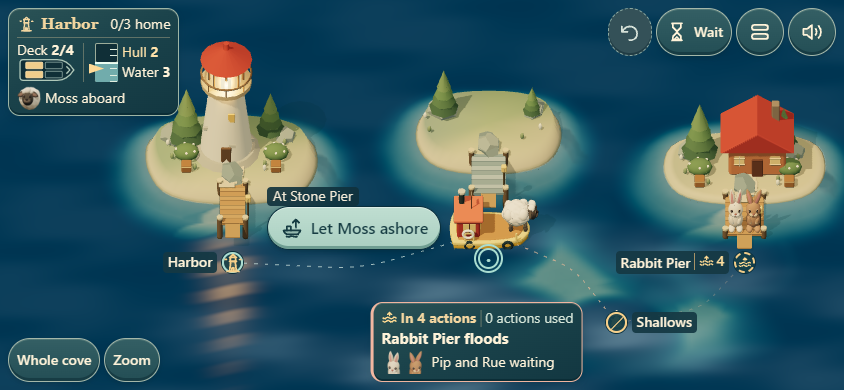 Harbor 0/3 home
Deck 2/4
Hull 2
Water 3
Moss aboard
Wait
At Stone Pier
Let Moss ashore
Harbor
Rabbit Pier 4
Shallows
In 4 actions 0 actions used
Rabbit Pier floods
Pip and Rue waiting
Whole cove
Zoom